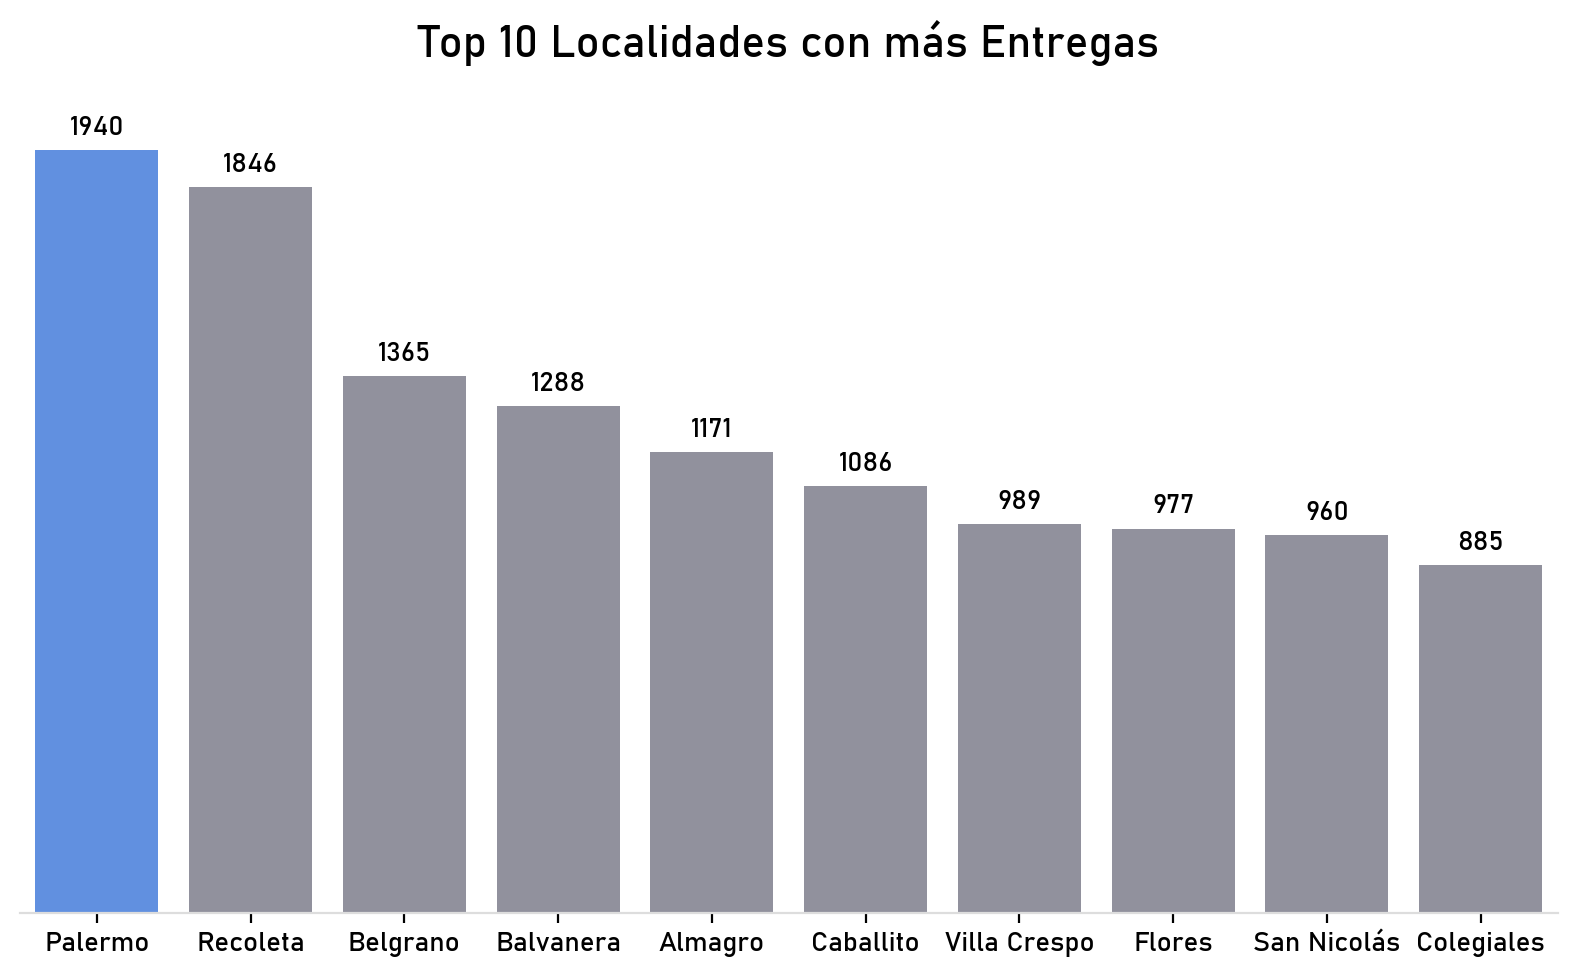 Top 10 Localidades con más Entregas
1940
1846
1365
1288
1171
1086
989
977
960
885
Palermo
Recoleta
Belgrano
Balvanera
Almagro
Caballito
Villa Crespo
Flores
San Nicolás
Colegiales